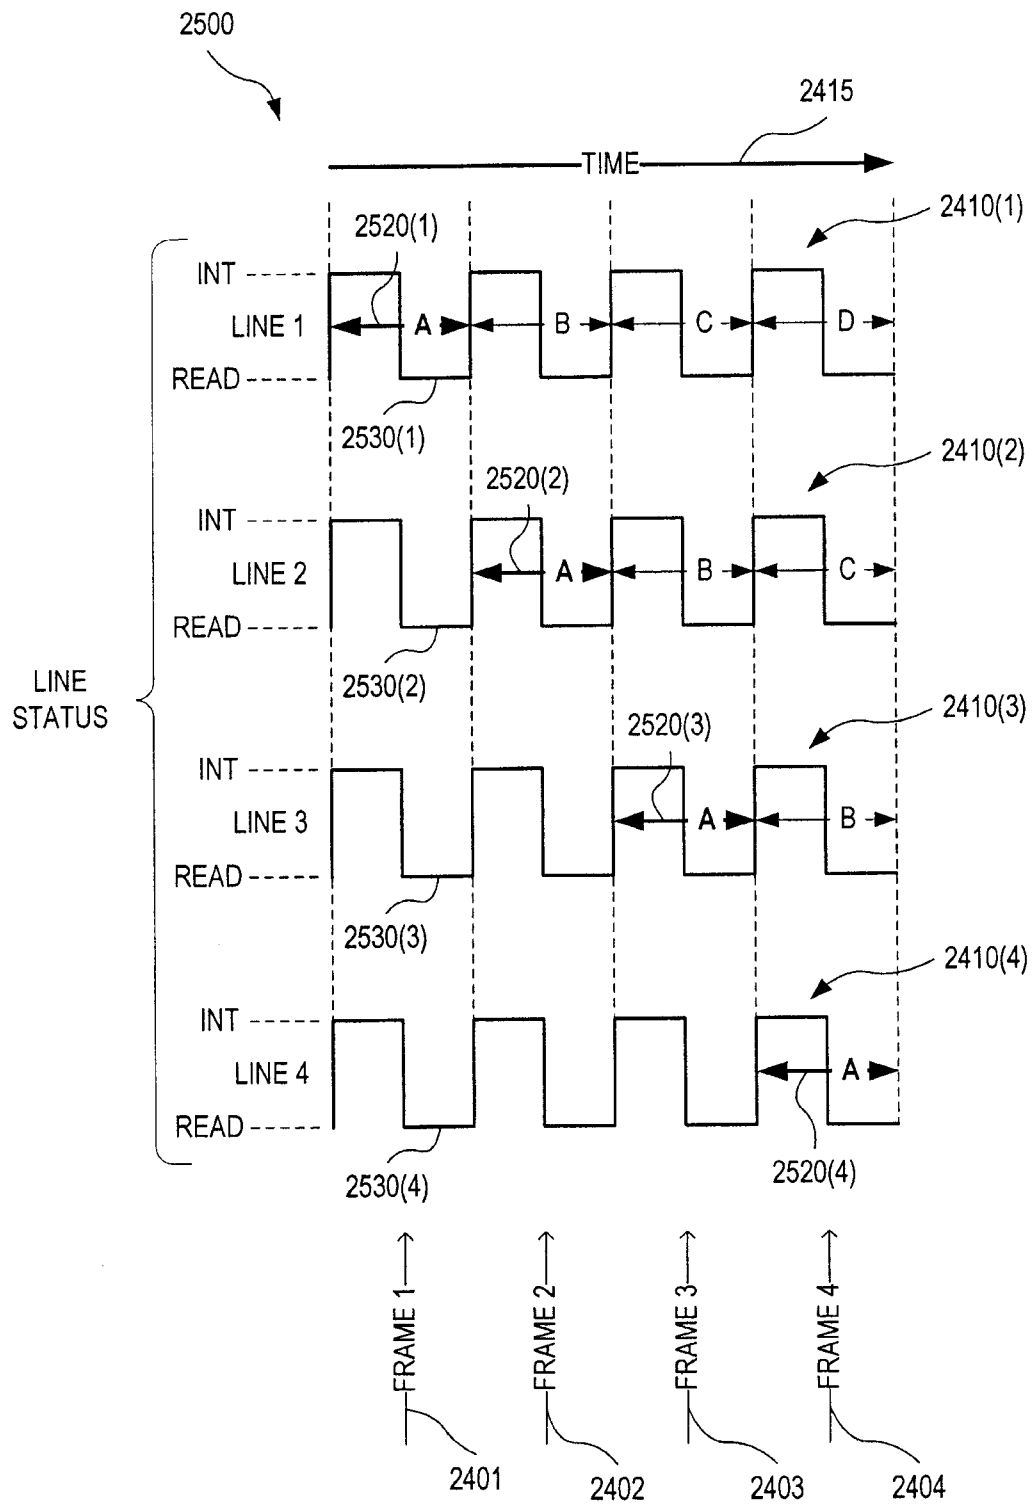 2500
2415
TIME
2410(1)
2520(1)
INT
LINE 1
A
B
C
D
READ
2530(1)
2410(2)
2520(2)
INT
LINE 2
A
B
C
READ
2530(2)
LINE
STATUS
2410(3)
2520(3)
INT
LINE 3
A
B
READ
2530(3)
2410(4)
INT
LINE 4
A
READ
2530(4)
2520(4)
FRAME 1
FRAME 2
FRAME 3
FRAME 4
2401
2402
2403
2404